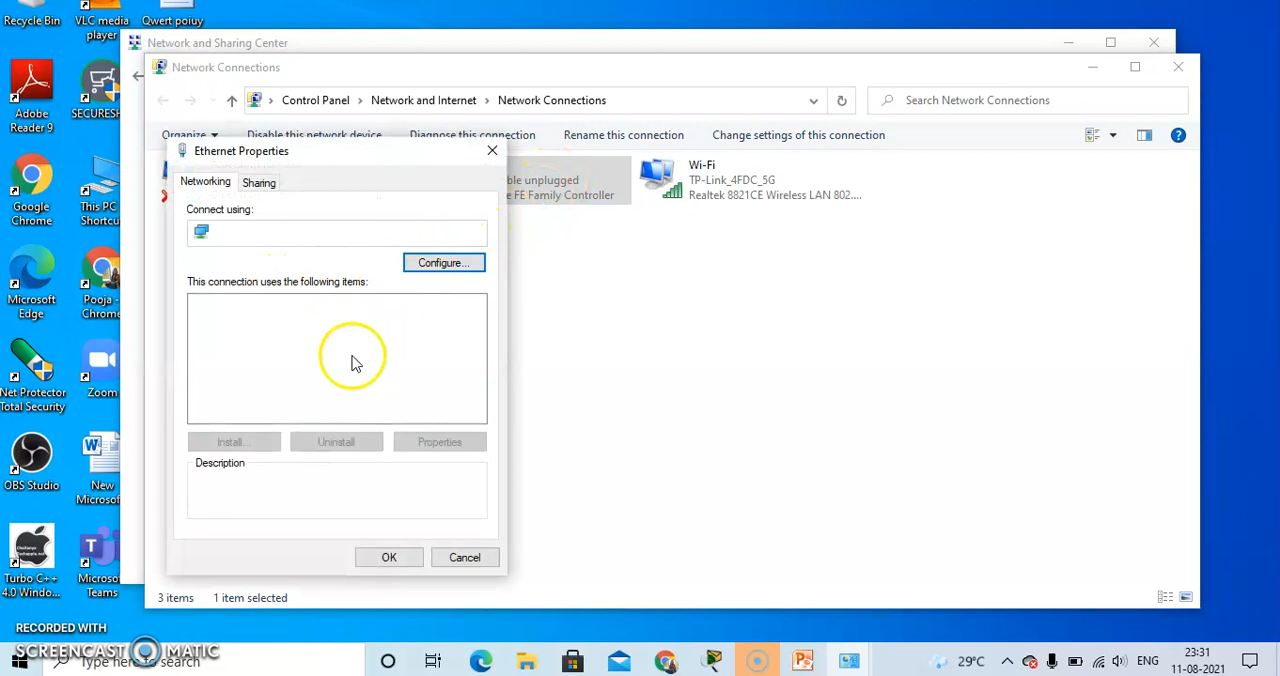 Recycle Bin
VLC media player
Qwert poiuy
Adobe Reader 9
SECURESH
Google Chrome
This PC Shortcu
Microsoft Edge
Pooja - Chrome
Net Protector Total Security
Zoom
OBS Studio
New Microsof
Turbo C++ 4.0 Windo...
Microso Teams
Network and Sharing Center
Network Connections
Control Panel > Network and Internet > Network Connections
Search Network Connections
Organize
Disable this network device
Diagnose this connection
Rename this connection
Change settings of this connection
Ethernet Properties
Networking
Sharing
Connect using:
Configure...
This connection uses the following items:
Install...
Uninstall
Properties
Description
OK
Cancel
ble unplugged
e FE Family Controller
Wi-Fi
TP-Link_4FDC_5G
Realtek 8821CE Wireless LAN 802....
3 items
1 item selected
RECORDED WITH
SCREENCAST MATIC
Type here to search
29°C
ENG
23:31
11-08-2021